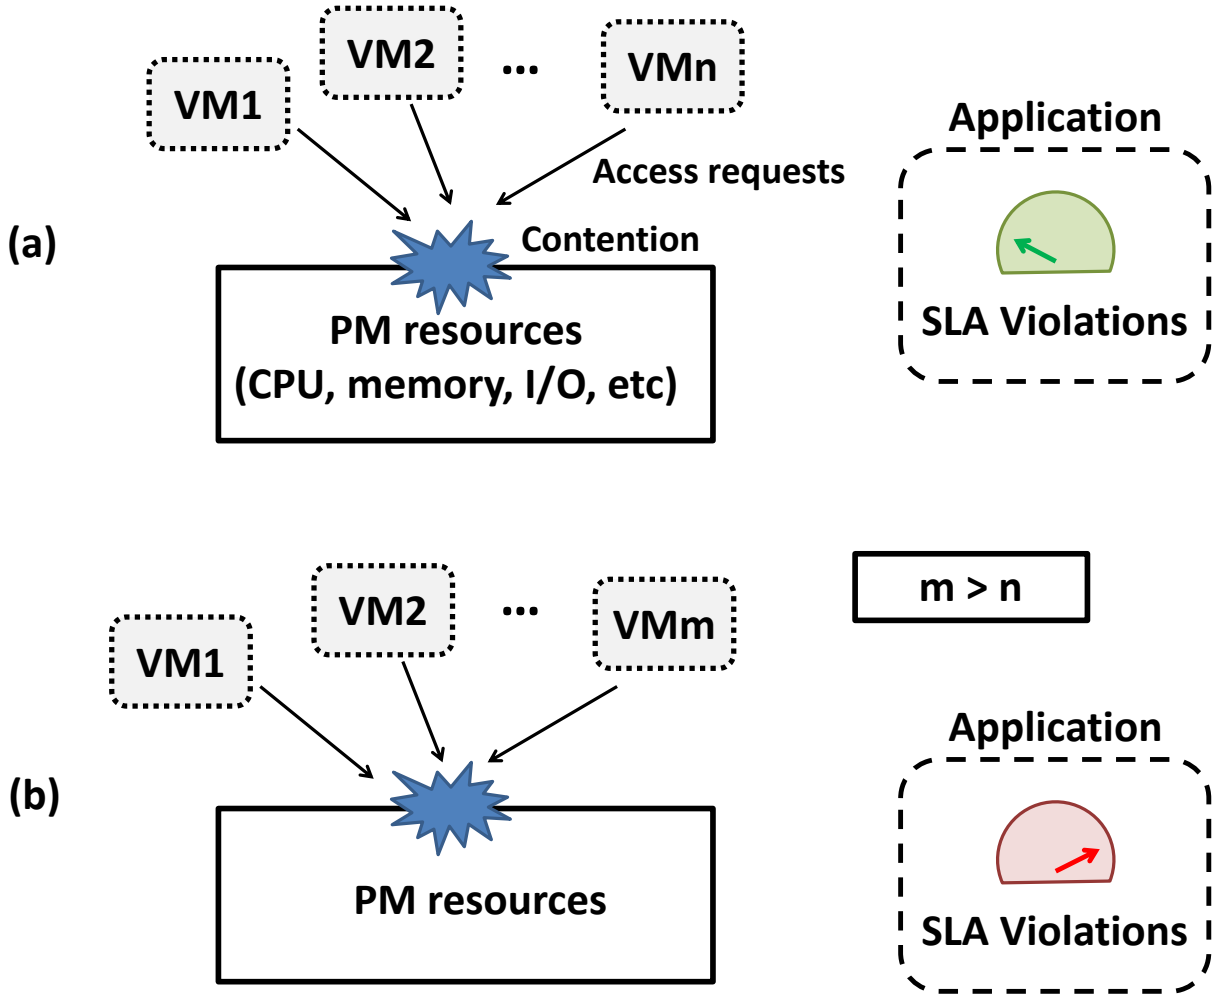 VM1
VM2
...
VMn
Application
Access requests
(a)
Contention
PM resources
(CPU, memory, I/O, etc)
SLA Violations
m > n
VM1
VM2
...
VMm
Application
(b)
PM resources
SLA Violations